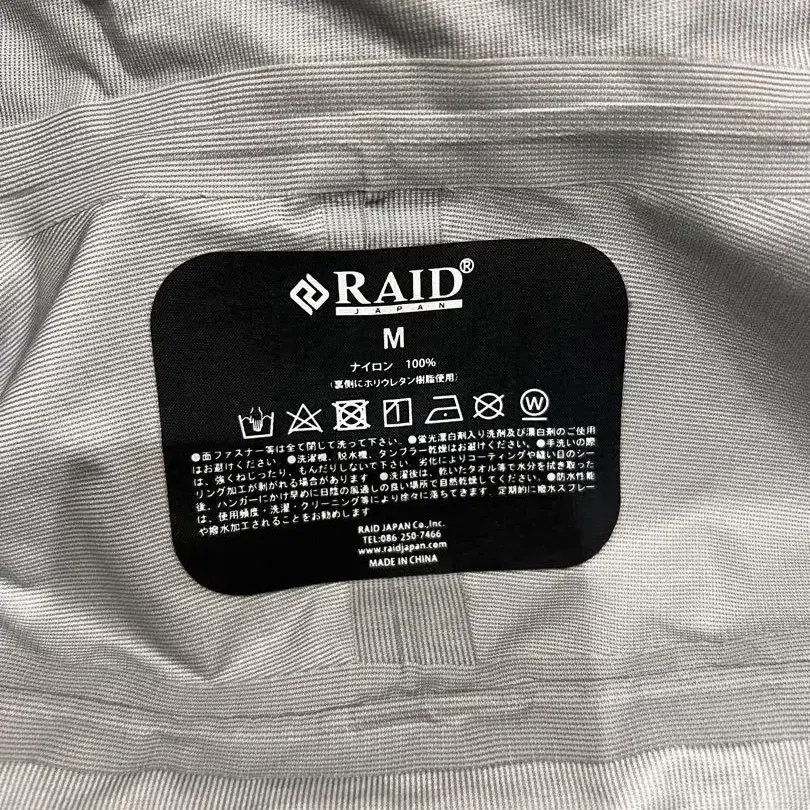 RAID®
JAPAN
M
ナイロン 100%
(裏側にポリウレタン樹脂使用)
W
●面ファスナー等は全て閉じて洗って下さい。●蛍光漂白剤入り洗剤及び漂白剤のご使用
はお避けください。●洗濯機、脱水機、タンブラー乾燥はお避けください。●手洗いの際
は、強くねじったり、もんだりしないで下さい。劣化によりコーティングや縫い目のシー
リング加工が剥がれる場合があります。●洗濯後は、乾いたタオル等で水分を拭き取った
後、ハンガーにかけ早めに日陰の風通しの良い場所で自然乾燥してください。●防水性能
は、使用頻度・洗濯・クリーニング等により徐々に落ちてきます。定期的に撥水スプレー
や撥水加工されることをお勧めします。
RAID JAPAN Co.,Inc.
TEL:086 250-7466
www.raidjapan.com
MADE IN CHINA